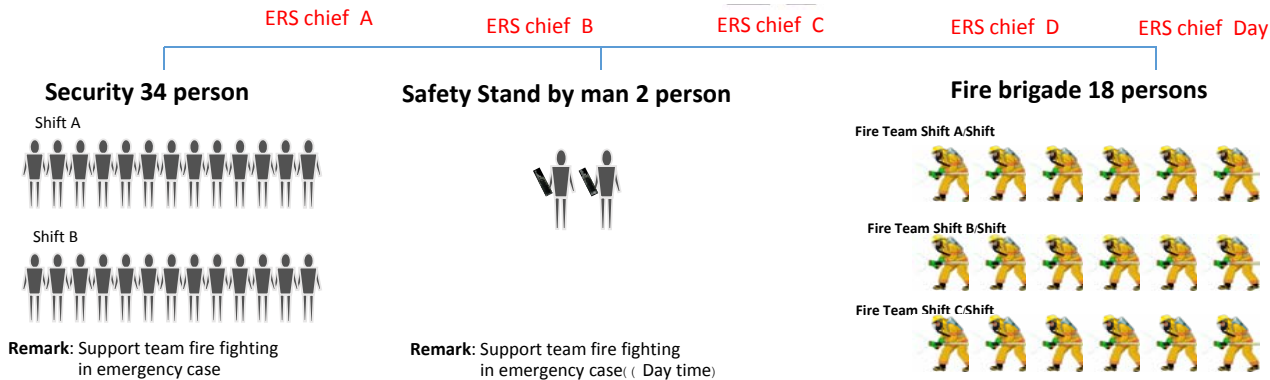 ERS chief A
ERS chief B
ERS chief C
ERS chief D
ERS chief Day
Security 34 person
Safety Stand by man 2 person
Fire brigade 18 persons
Shift A
Shift B
Remark: Support team fire fighting
in emergency case
Remark: Support team fire fighting
in emergency case( ( Day time)
Fire Team Shift A/Shift
Fire Team Shift B/Shift
Fire Team Shift C/Shift